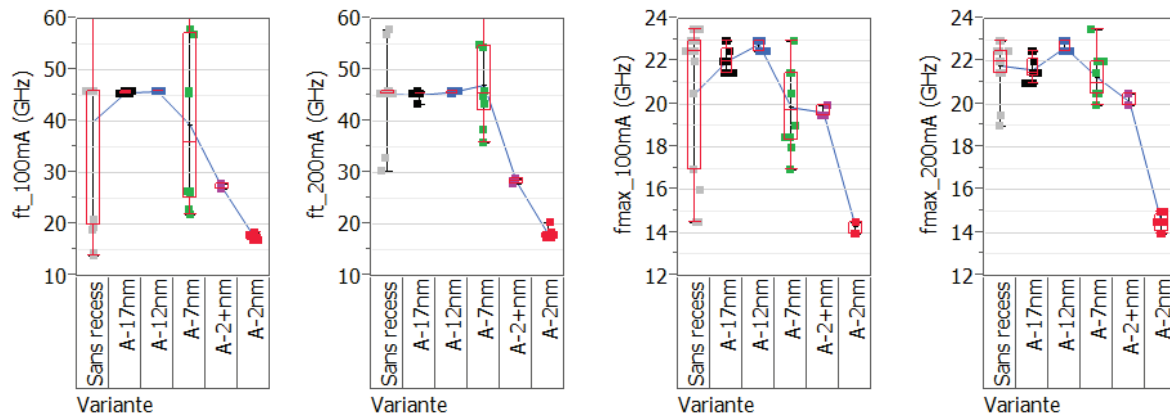 ft_100mA (GHz)
60
50
40
30
20
10
Sans recess
A-17nm
A-12nm
A-7nm
A-2+nm
A-2nm
Variante
ft_200mA (GHz)
60
50
40
30
20
10
Sans recess
A-17nm
A-12nm
A-7nm
A-2+nm
A-2nm
Variante
fmax_100mA (GHz)
24
22
20
18
16
14
12
Sans recess
A-17nm
A-12nm
A-7nm
A-2+nm
A-2nm
Variante
fmax_200mA (GHz)
24
22
20
18
16
14
12
Sans recess
A-17nm
A-12nm
A-7nm
A-2+nm
A-2nm
Variante